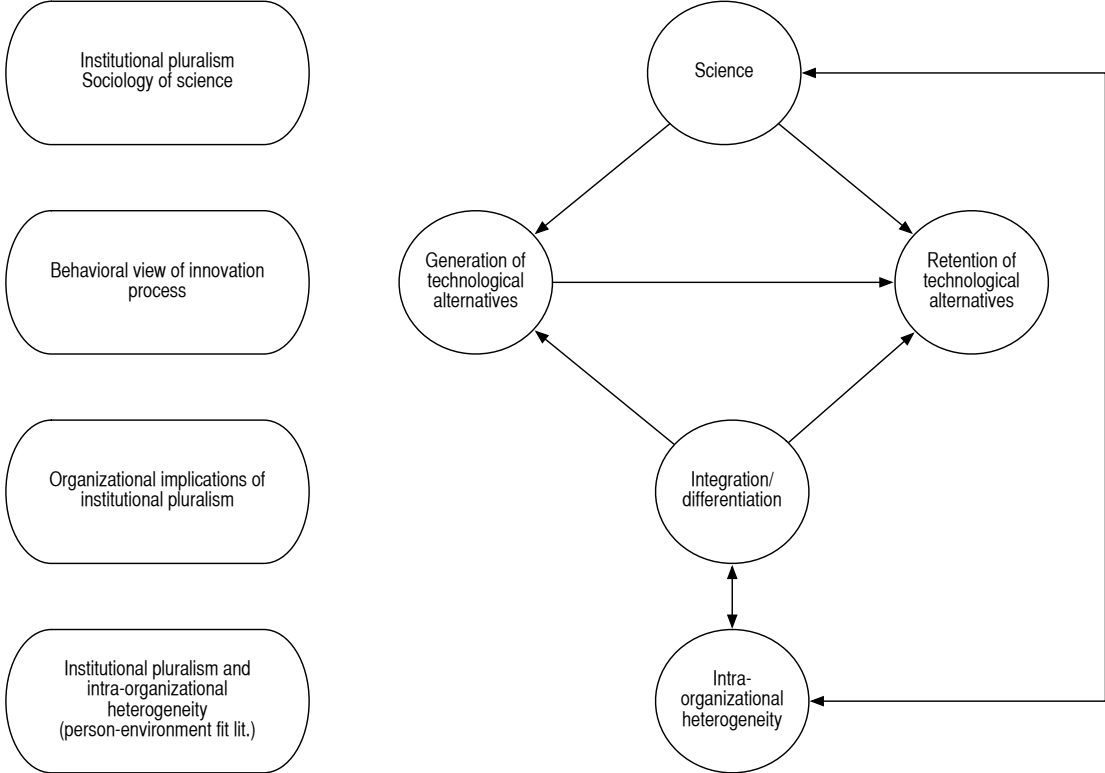 Institutional pluralism
Sociology of science
Science
Behavioral view of innovation
process
Generation of
technological
alternatives
Retention of
technological
alternatives
Organizational implications of
institutional pluralism
Integration/
differentiation
Institutional pluralism and
intra-organizational
heterogeneity
(person-environment fit lit.)
Intra-
organizational
heterogeneity